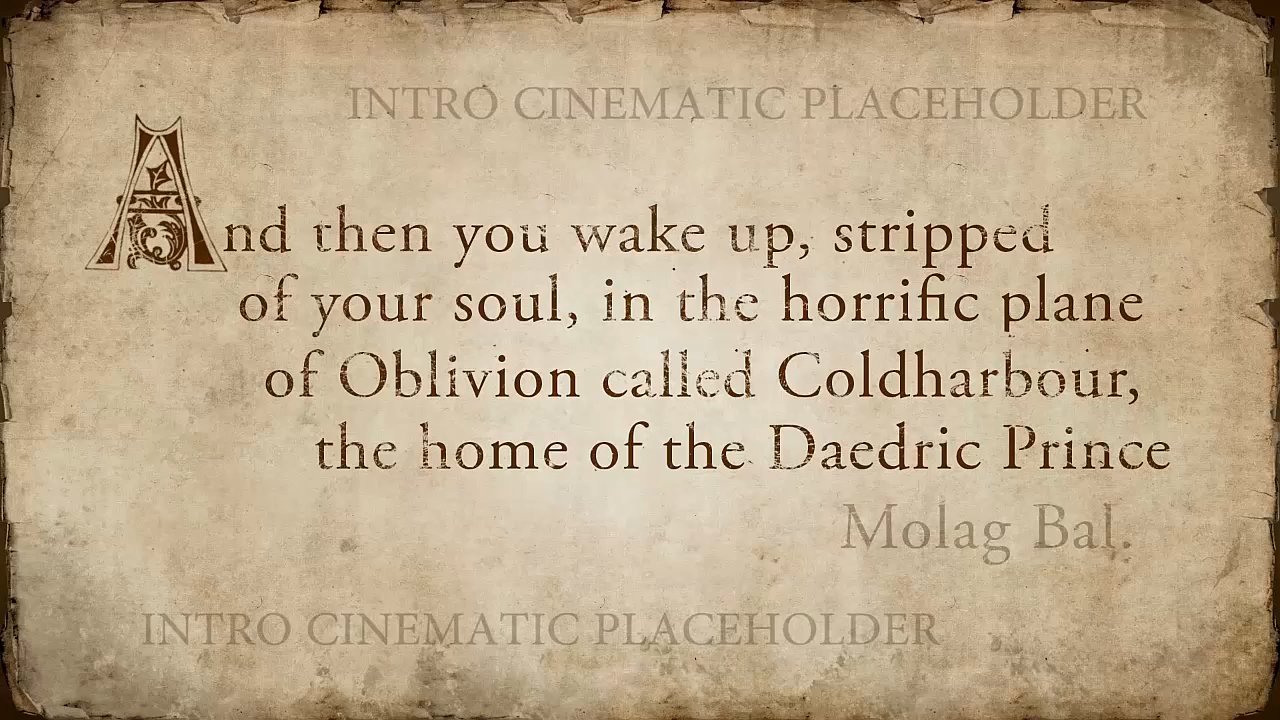 INTRO CINEMATIC PLACEHOLDER
And then you wake up, stripped
of your soul, in the horrific plane
of Oblivion called Coldharbour,
the home of the Daedric Prince
Molag Bal.
INTRO CINEMATIC PLACEHOLDER